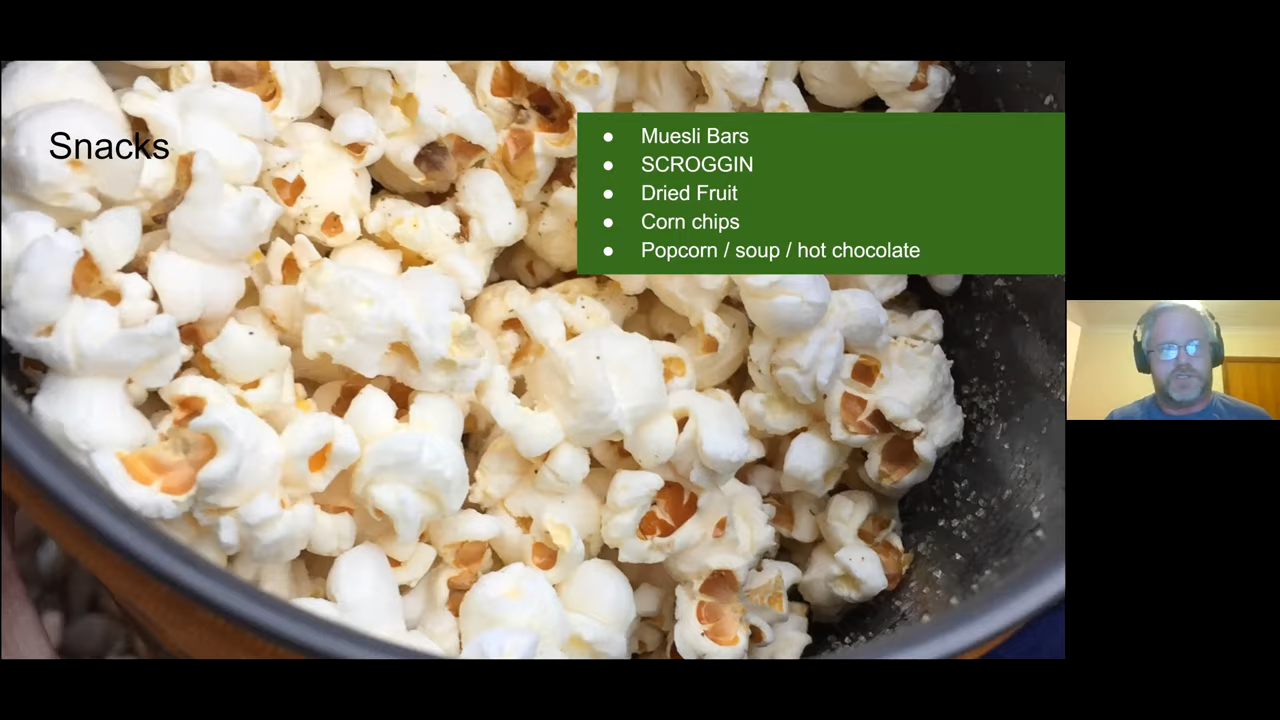 Snacks
● Muesli Bars
● SCROGGIN
● Dried Fruit
● Corn chips
● Popcorn / soup / hot chocolate